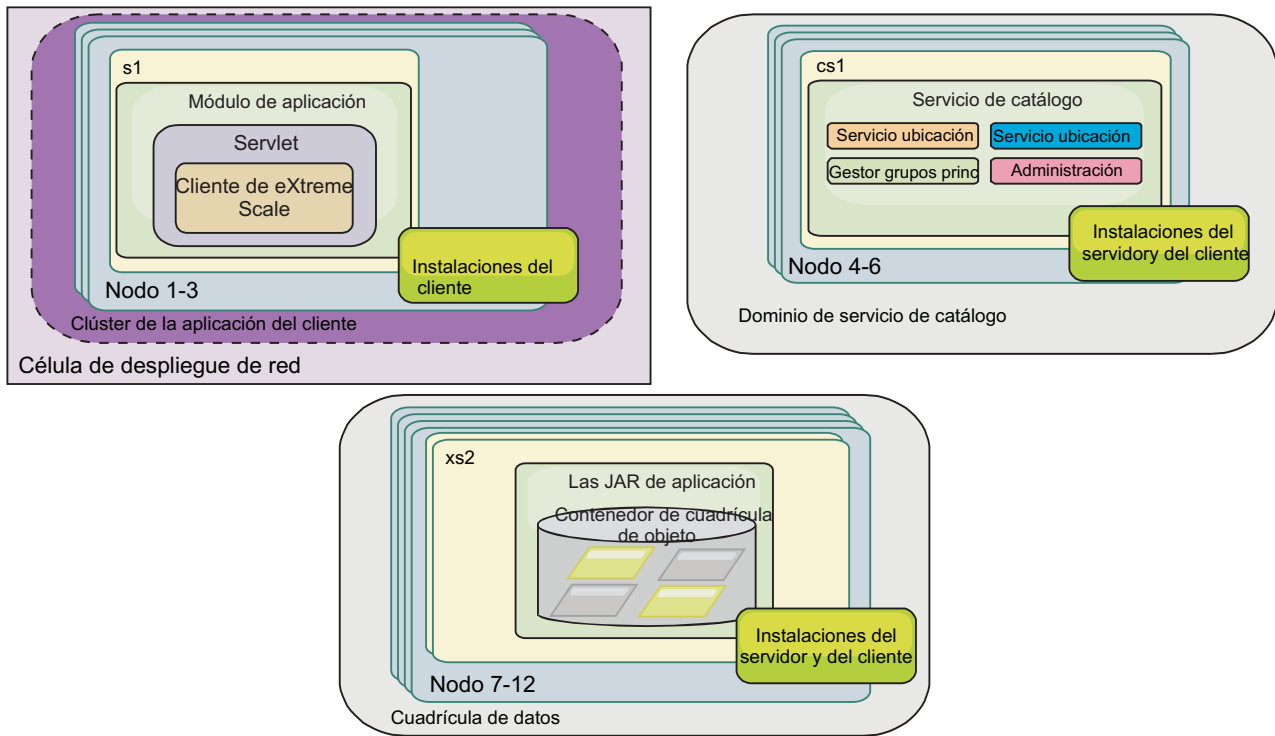 s1
Módulo de aplicación
Servlet
Cliente de eXtreme
Scale
Instalaciones del
cliente
Nodo 1-3
Clúster de la aplicación del cliente
Célula de despliegue de red
cs1
Servicio de catálogo
Servicio ubicación
Servicio ubicación
Gestor grupos princ
Administración
Instalaciones del
servidory del cliente
Nodo 4-6
Dominio de servicio de catálogo
xs2
Las JAR de aplicación
Contenedor de cuadrícula
de objeto
Instalaciones del
servidor y del cliente
Nodo 7-12
Cuadrícula de datos